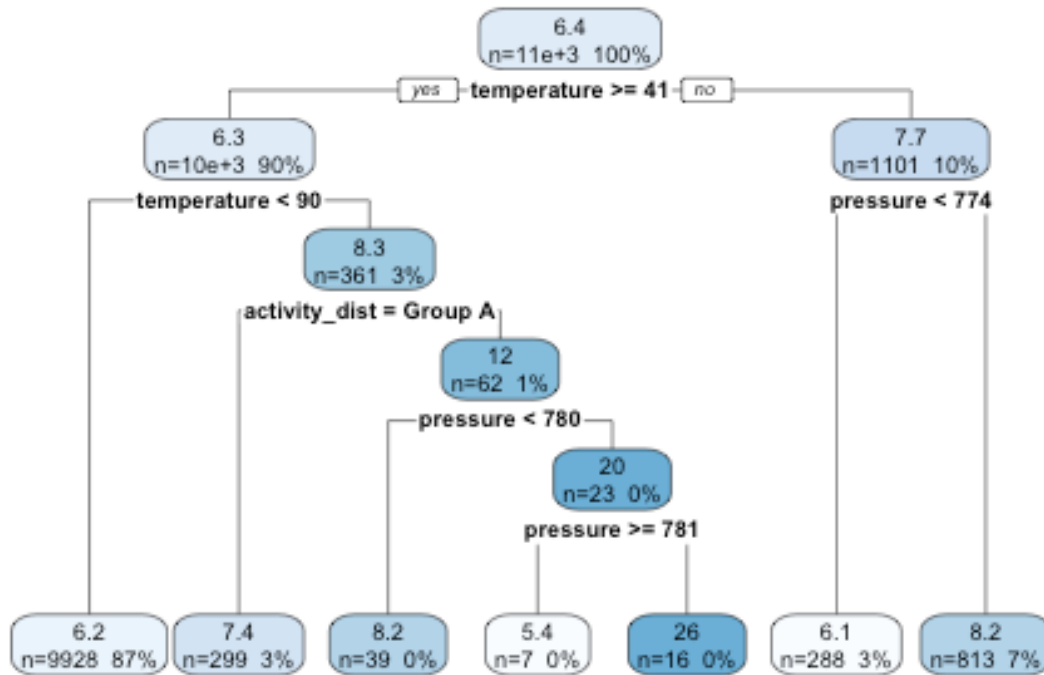 6.4
n=11e+3 100%
yes temperature >= 41 no
6.3
n=10e+3 90%
7.7
n=1101 10%
temperature < 90
pressure < 774
8.3
n=361 3%
activity_dist = Group A
12
n=62 1%
pressure < 780
20
n=23 0%
pressure >= 781
6.2
n=9928 87%
7.4
n=299 3%
8.2
n=39 0%
5.4
n=7 0%
26
n=16 0%
6.1
n=288 3%
8.2
n=813 7%